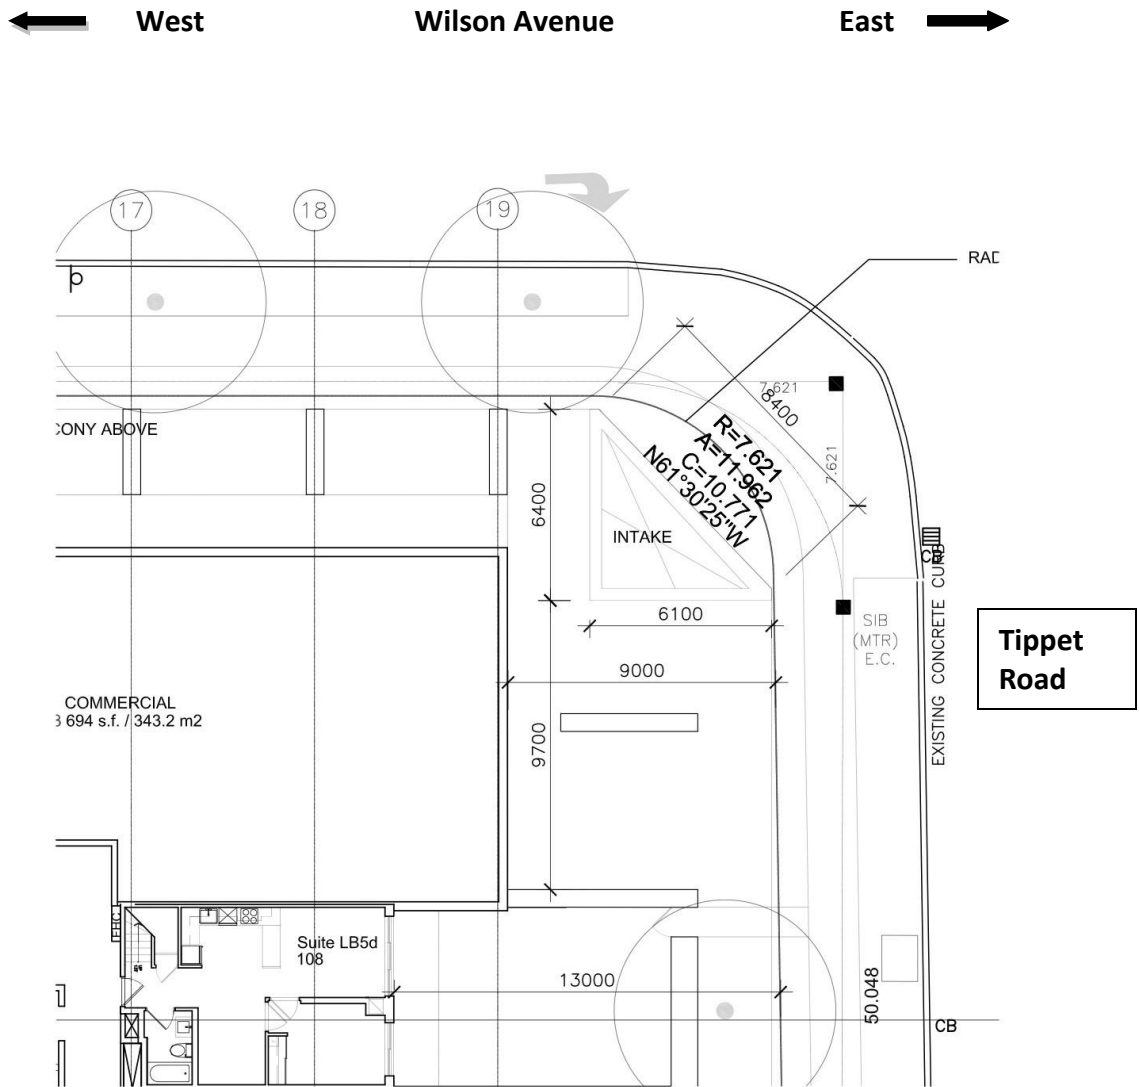 West Wilson Avenue East
17 18 19
p
RAD
7.621
8400
7.621
R=7.621
A=11.962
C=10.771
N61°30'25"W
CONY ABOVE
6400
INTAKE
CB
6100
SIB
(MTR)
E.C.
EXISTING CONCRETE CURB
Tippet
Road
9000
COMMERCIAL
694 s.f. / 343.2 m2
9700
Suite LB5d
108
13000
50.048
CB